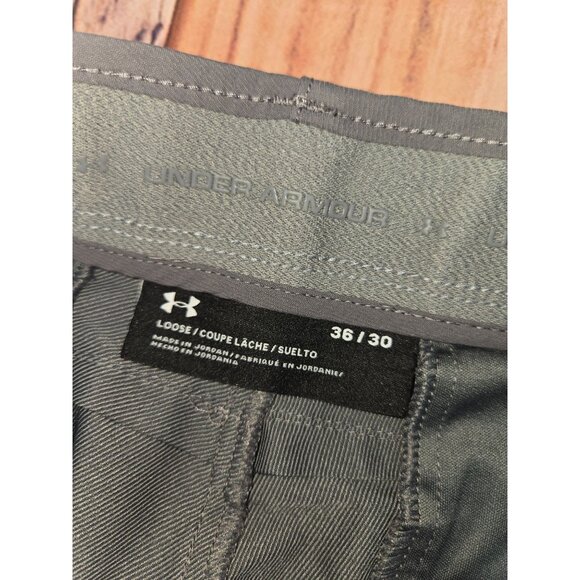 UNDER ARMOUR U
36 / 30
LOOSE / COUPE LÂCHE / SUELTO
MADE IN JORDAN / FABRIQUÉ EN JORDANIE /
HECHO EN JORDANIA